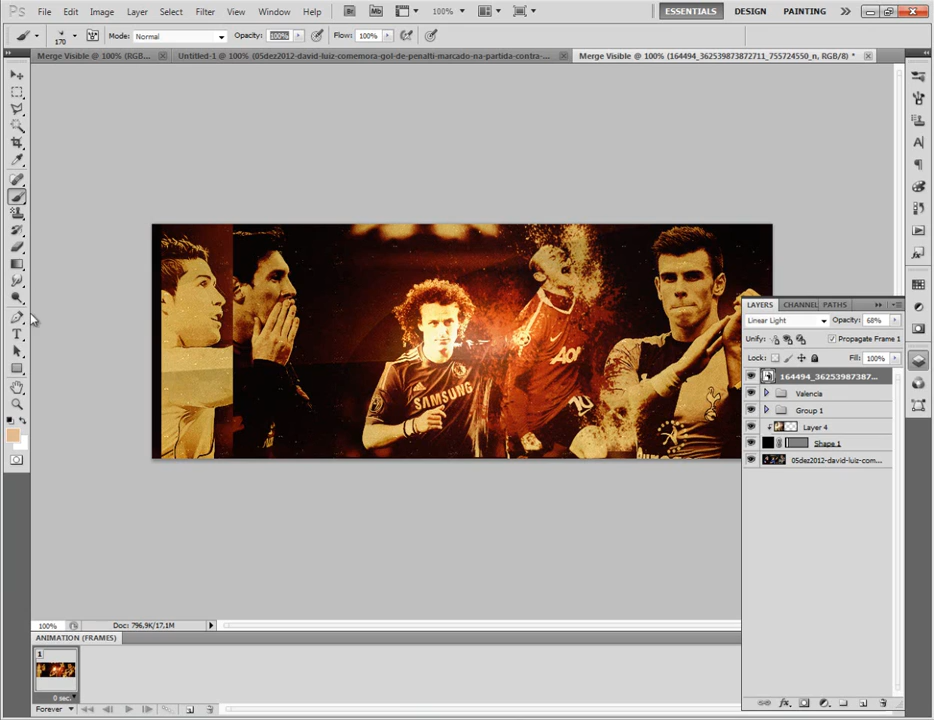 Ps File Edit Image Layer Select Filter View Window Help Mb 100% ESSENTIALS DESIGN PAINTING
170 Mode: Normal Opacity: 100% Flow: 100%
Merge Visible @ 100% (RGB... Untitled-1 @ 100% (05dez2012-david-luiz-comemora-gol-de-penalti-marcado-na-partida-contra-... Merge Visible @ 100% (164494_362539873872711_755724550_n, RGB/8) *
SAMSUNG
AON
LAYERS CHANNEL PATHS
Linear Light Opacity: 68%
Unify: Propagate Frame 1
Lock: Fill: 100%
164494_36253987387...
Valencia
Group 1
Layer 4
Shape 1
05dez2012-david-luiz-com...
100% Doc: 796,9K/17,1M
ANIMATION (FRAMES)
1
0 sec.
Forever